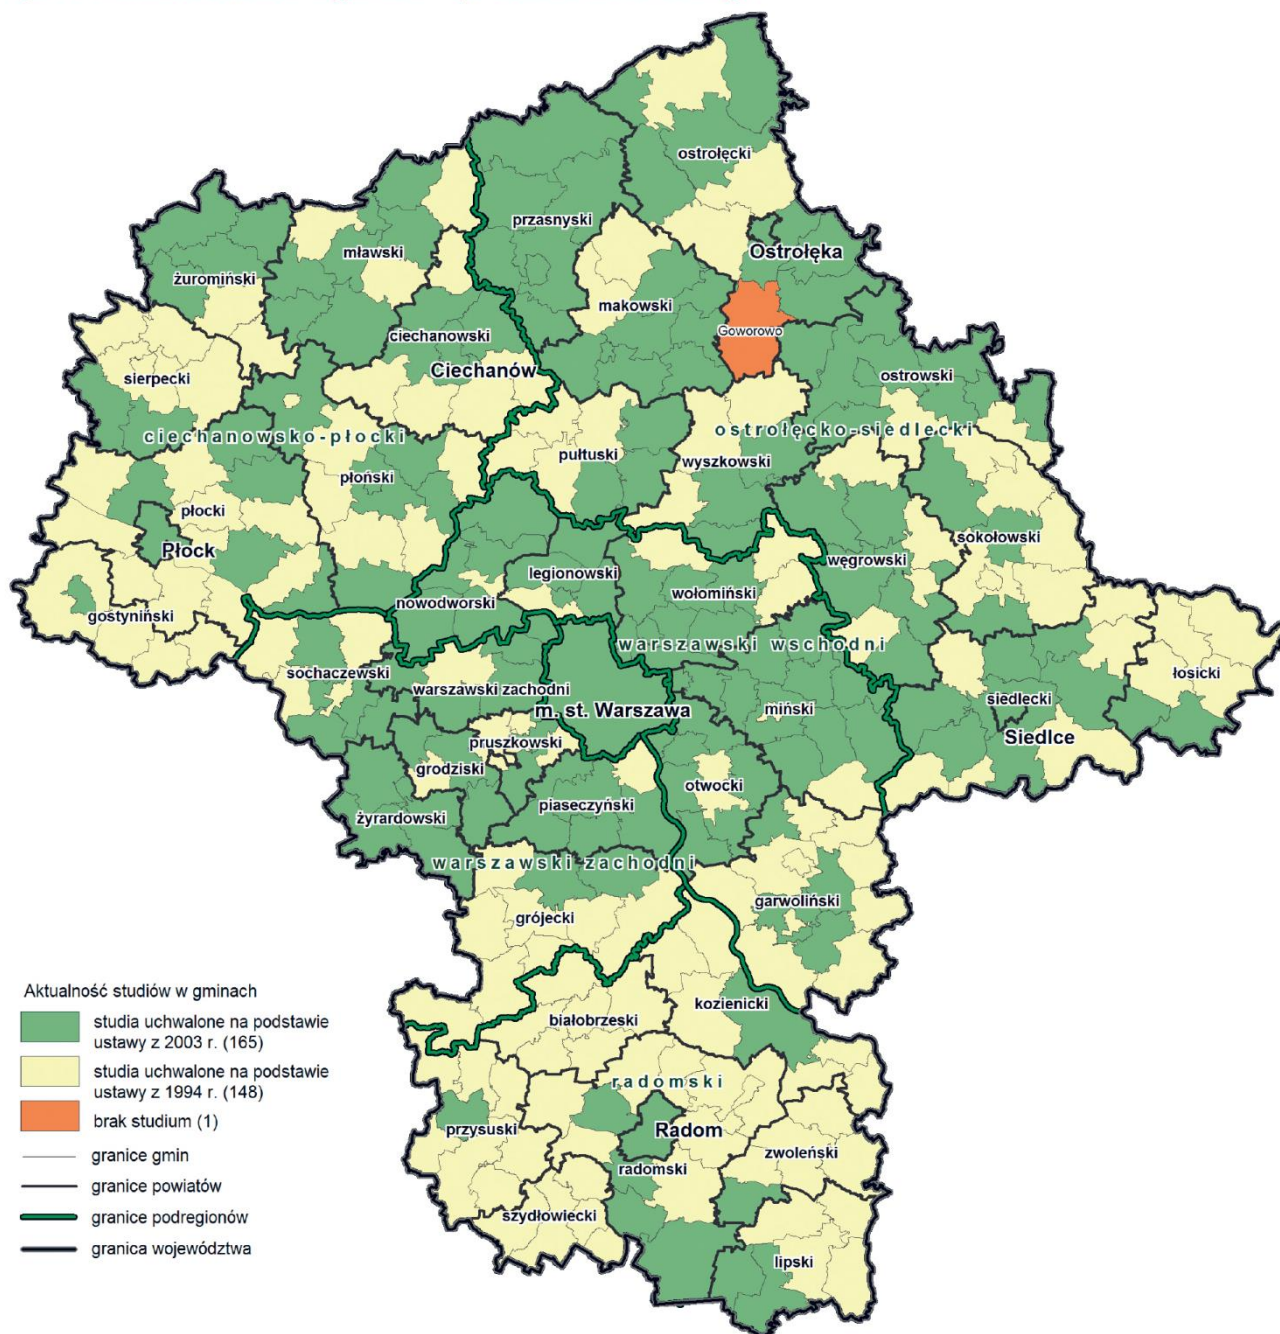 ostrołęcki
przasnyski
Ostrołęka
mławski
żuromiński
makowski
Goworowo
ciechanowski
Ciechanów
ostrowski
sierpecki
ciechanowsko-płocki
ostrołęcko-siedlecki
pułtuski
wyszkowski
płoński
płocki
Płock
sokołowski
węgrowski
legionowski
wołomiński
nowodworski
gostyniński
warszawski wschodni
sochaczewski
łosicki
warszawski zachodni
siedlecki
m. st. Warszawa
miński
Siedlce
pruszkowski
grodziski
otwocki
piaseczyński
żyrardowski
warszawski zachodni
garwoliński
grójecki
kozienicki
białobrzeski
radomski
przysuski
Radom
zwoleński
radomski
szydłowiecki
lipski
Aktualność studiów w gminach
studia uchwalone na podstawie
ustawy z 2003 r. (165)
studia uchwalone na podstawie
ustawy z 1994 r. (148)
brak studium (1)
granice gmin
granice powiatów
granice podregionów
granica województwa